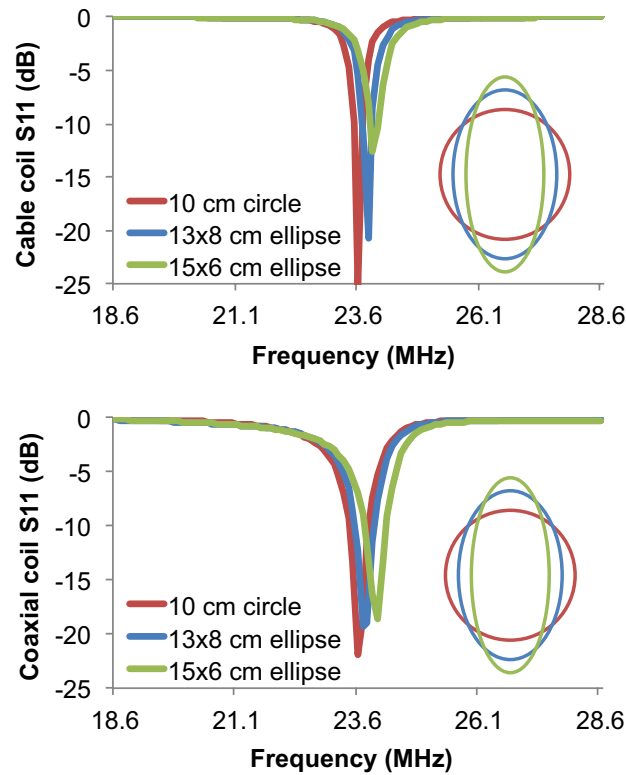 Cable coil S11 (dB)
0
-5
-10
-15
-20
-25
10 cm circle
13x8 cm ellipse
15x6 cm ellipse
18.6 21.1 23.6 26.1 28.6
Frequency (MHz)
Coaxial coil S11 (dB)
0
-5
-10
-15
-20
-25
10 cm circle
13x8 cm ellipse
15x6 cm ellipse
18.6 21.1 23.6 26.1 28.6
Frequency (MHz)